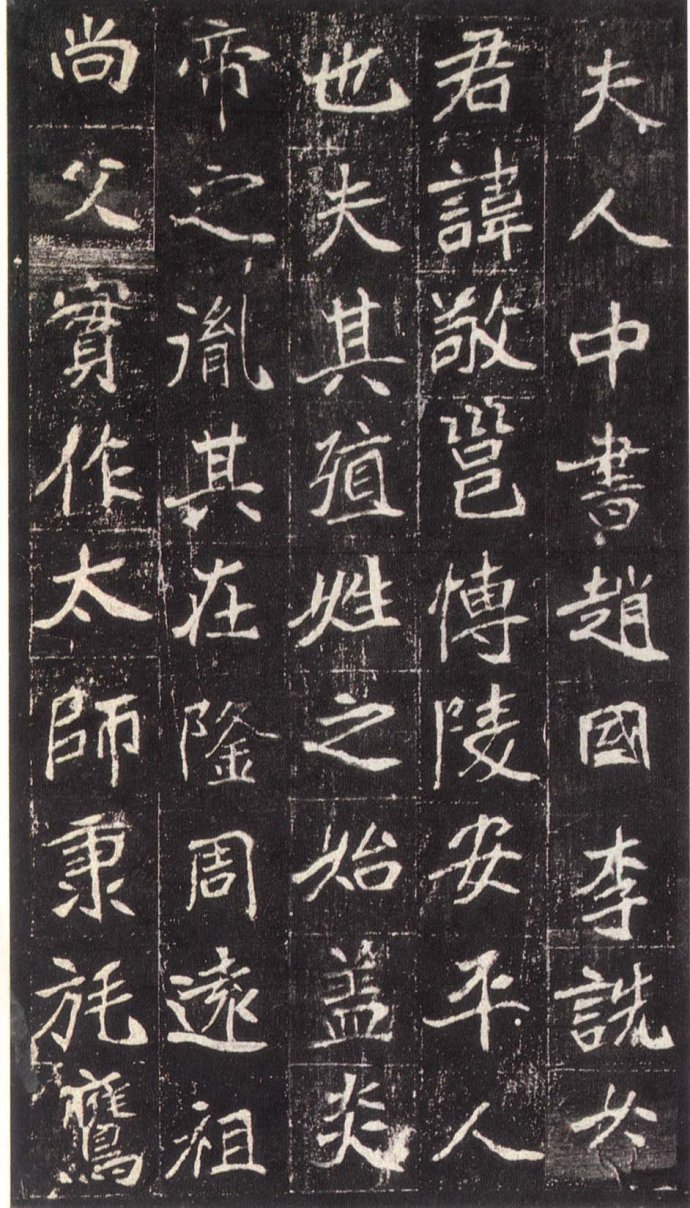 夫人中書趙國李詵女
君諱敬邕博陵安平人
也夫其殖姓之始蓋炎
帝之胤其在隆周遠祖
尚父實作太師秉旄鷹